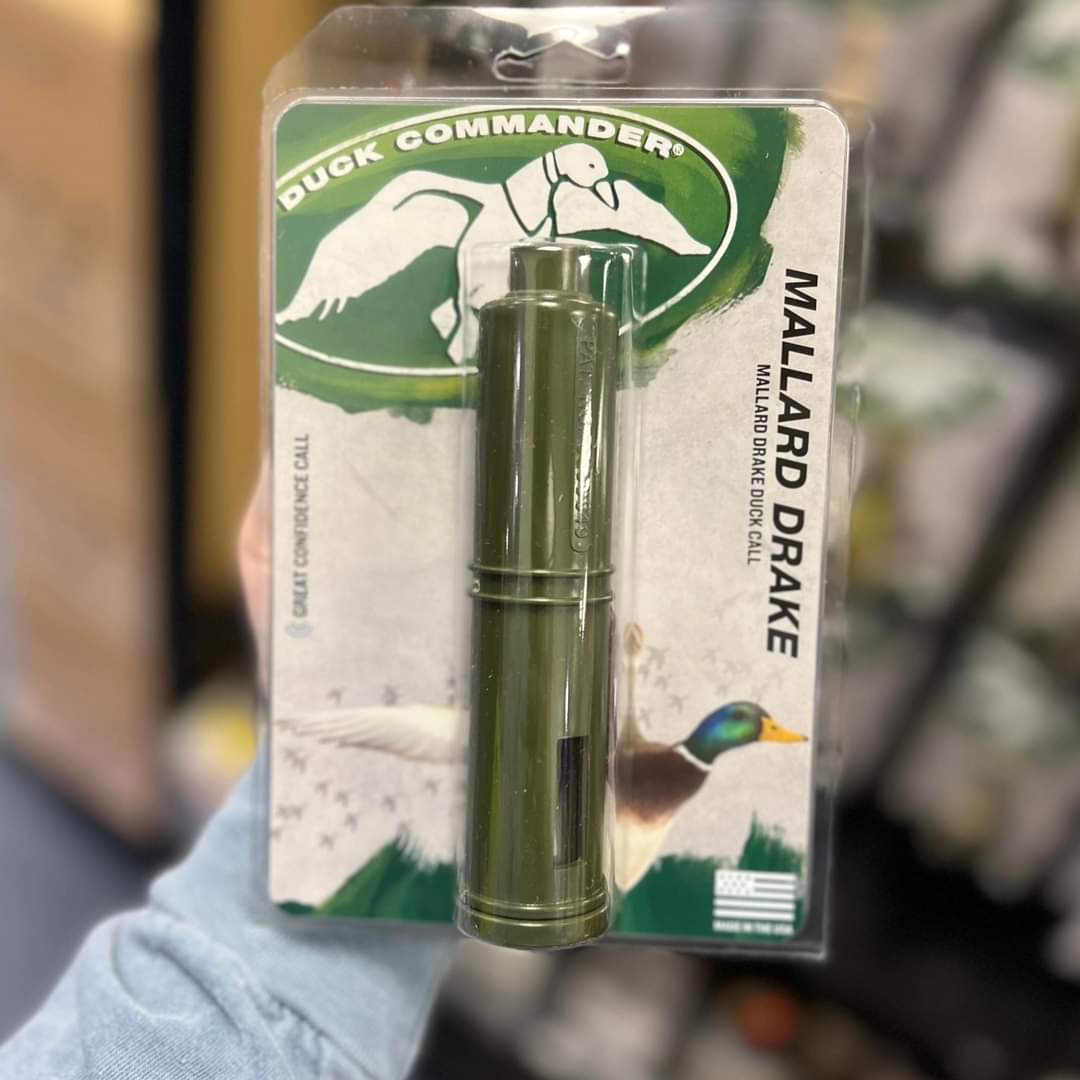 DUCK COMMANDER®
MALLARD DRAKE
MALLARD DRAKE DUCK CALL
GREAT CONFIDENCE CALL
MADE IN THE USA